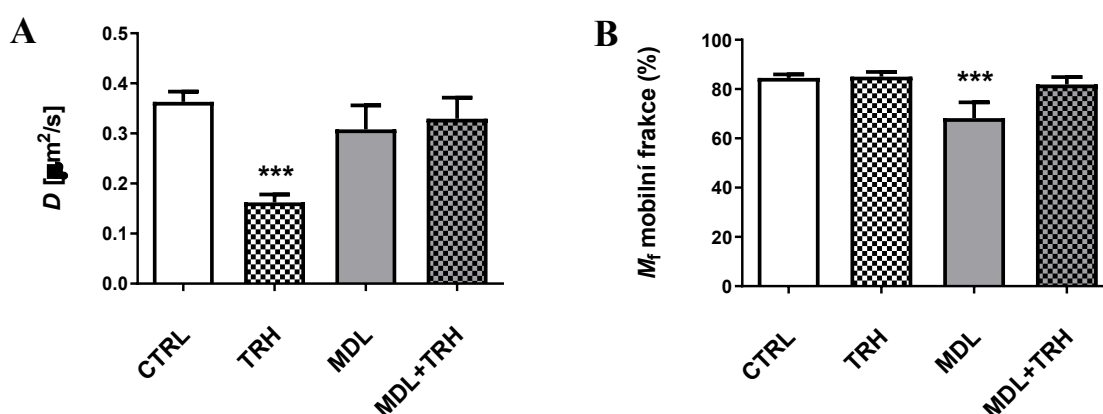 A
D [µm²/s]
0.5
0.4
0.3
0.2
0.1
0.0
***
CTRL
TRH
MDL
MDL+TRH
B
Mf mobilní frakce (%)
100
80
60
40
20
0
***
CTRL
TRH
MDL
MDL+TRH